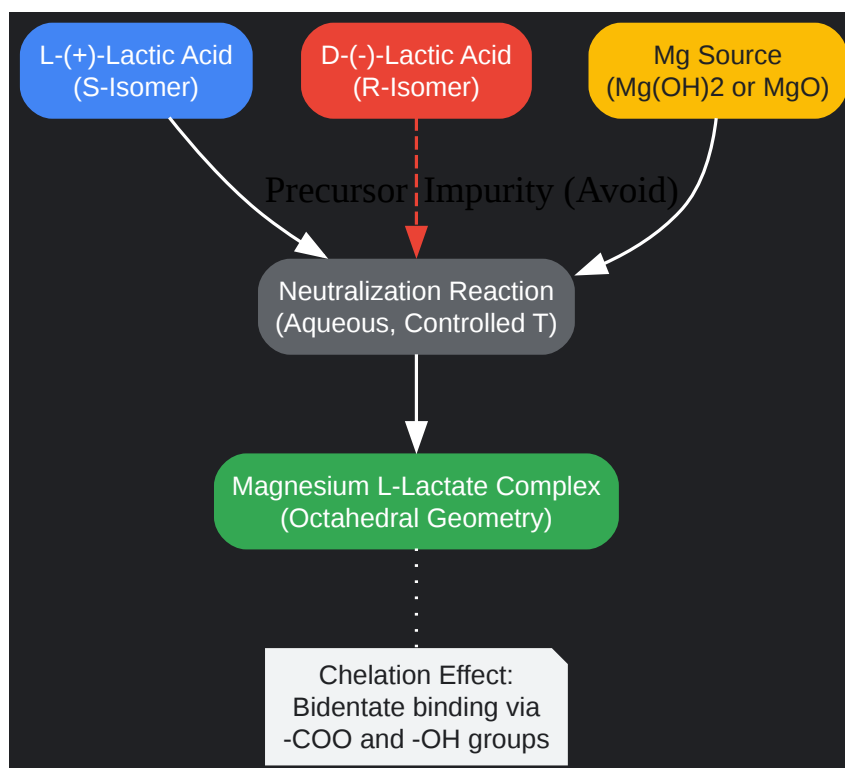 L-(+)-Lactic Acid
(S-Isomer)
D-(-)-Lactic Acid
(R-Isomer)
Mg Source
(Mg(OH)2 or MgO)
Precursor
Impurity (Avoid)
Neutralization Reaction
(Aqueous, Controlled T)
Magnesium L-Lactate Complex
(Octahedral Geometry)
Chelation Effect:
Bidentate binding via
-COO and -OH groups